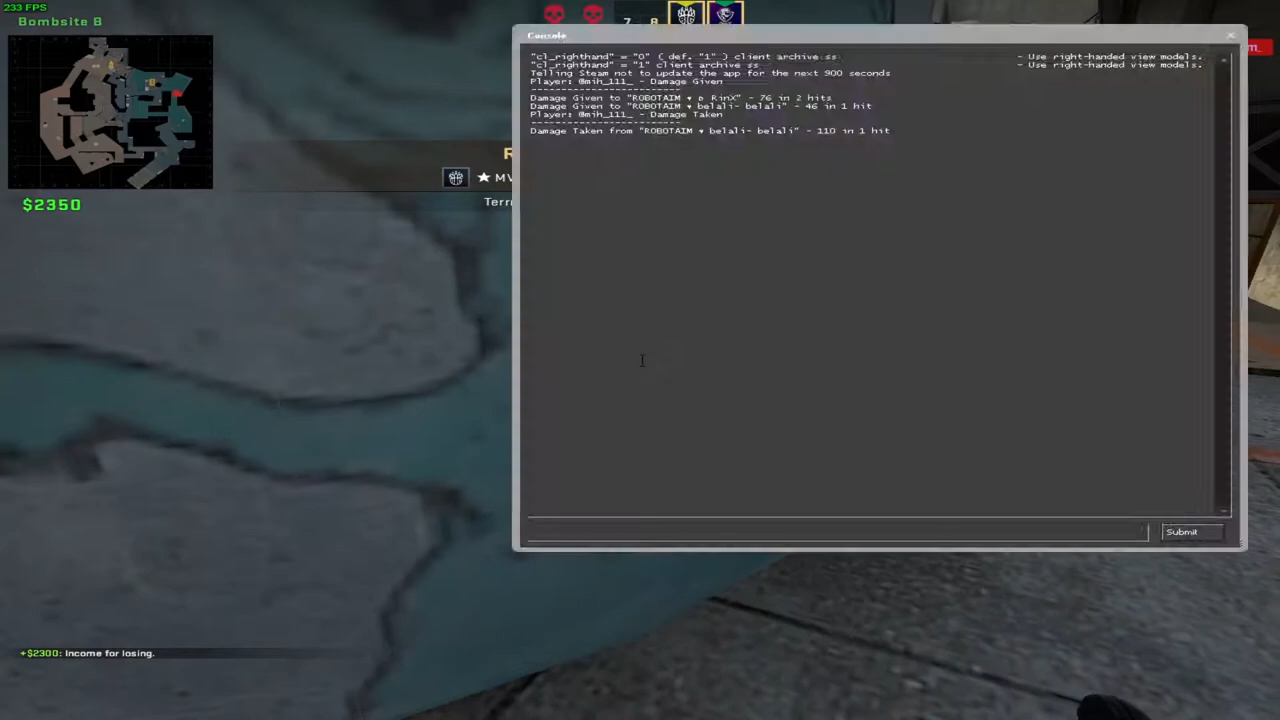 233 FPS
Bombsite B
7 8
Console
"cl_righthand" = "0" ( def. "1" ) client archive ss - Use right-handed view models.
"cl_righthand" = "1" client archive ss - Use right-handed view models.
Telling Steam not to update the app for the next 900 seconds
Player: @mih_111_ - Damage Given
-------------------------
Damage Given to "ROBOTAIM ♥ RinX" - 76 in 2 hits
Damage Given to "ROBOTAIM ♥ belali- belali" - 46 in 1 hit
Player: @mih_111_ - Damage Taken
-------------------------
Damage Taken from "ROBOTAIM ♥ belali- belali" - 110 in 1 hit
★ MV
Terr
$2350
Submit
+$2300: Income for losing.